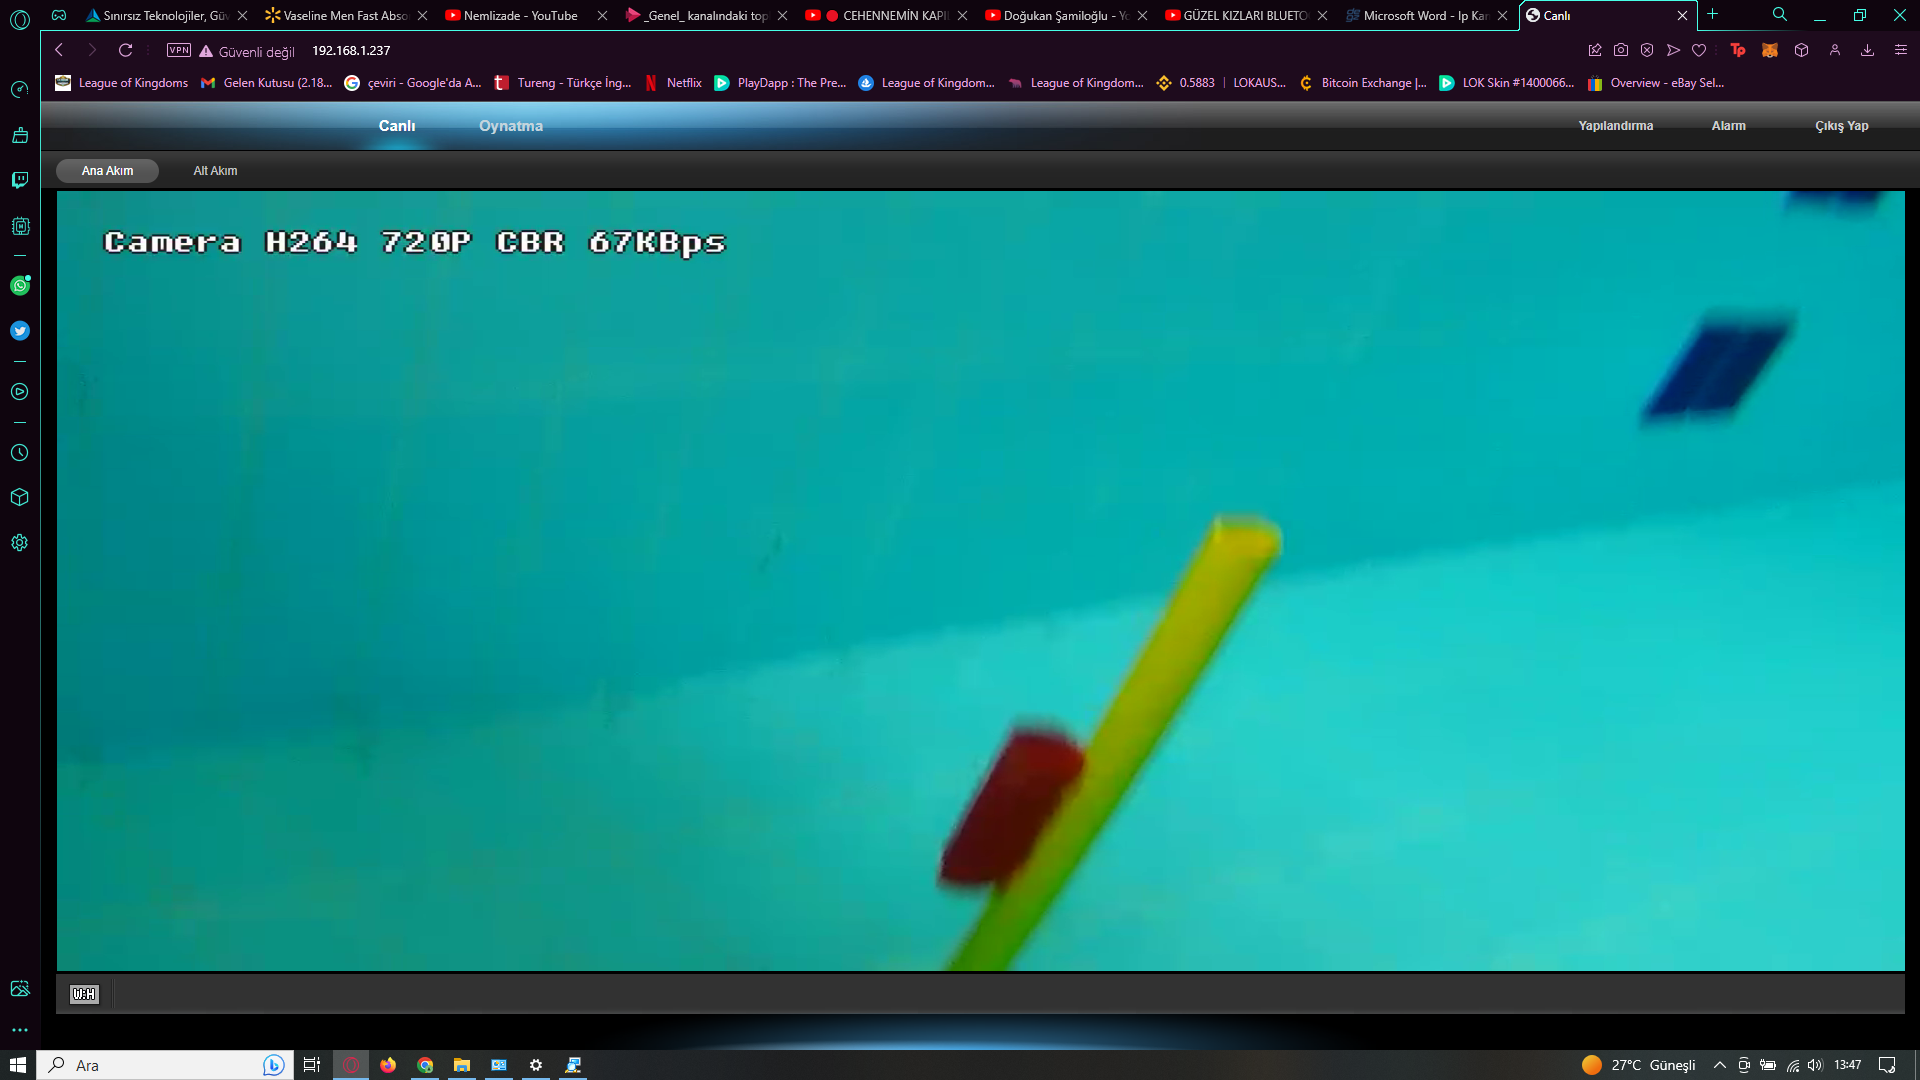 Sınırsız Teknolojiler, Güv
Vaseline Men Fast Abso
Nemlizade - YouTube
_Genel_ kanalındaki top
CEHENNEMİN KAPI
Doğukan Şamiloğlu - Yo
GÜZEL KIZLARI BLUETO
Microsoft Word - Ip Kam
Canlı
VPN
Güvenli değil
192.168.1.237
Tp
League of Kingdoms
Gelen Kutusu (2.18...
çeviri - Google'da A...
Tureng - Türkçe İng...
Netflix
PlayDapp : The Pre...
League of Kingdom...
League of Kingdom...
0.5883 | LOKAUS...
Bitcoin Exchange |...
LOK Skin #1400066...
Overview - eBay Sel...
Canlı
Oynatma
Yapılandırma
Alarm
Çıkış Yap
Ana Akım
Alt Akım
Camera H264 720P CBR 67KBps
W:H
Ara
27°C Güneşli
13:47